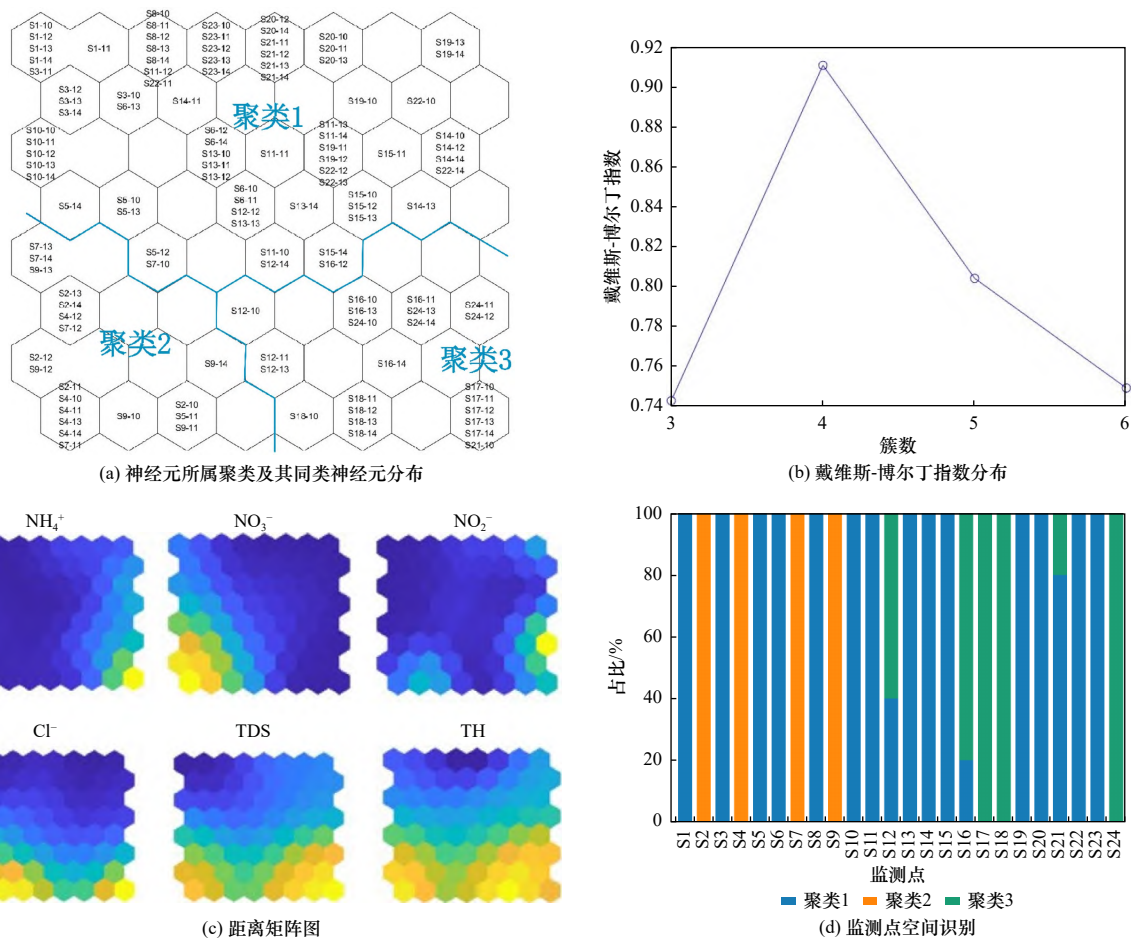 S1-10
S1-12
S1-13
S1-14
S3-11
S1-11
S8-10
S8-11
S8-12
S8-13
S8-14
S11-12
S22-11
S23-10
S23-11
S23-12
S23-13
S23-14
S20-12
S20-14
S21-11
S21-12
S21-13
S21-14
S20-10
S20-11
S20-13
S19-13
S19-14
S3-12
S3-13
S3-14
S3-10
S6-13
S14-11
聚类1
S19-10
S22-10
S10-10
S10-11
S10-12
S10-13
S10-14
S6-12
S6-14
S13-10
S13-11
S13-12
S11-11
S11-13
S11-14
S19-11
S19-12
S22-12
S22-13
S15-11
S14-10
S14-12
S14-14
S22-14
S5-14
S5-13
S6-10
S6-11
S12-12
S13-13
S13-14
S15-10
S15-12
S15-13
S14-13
S7-13
S7-14
S9-13
S5-12
S7-10
S11-10
S12-14
S15-14
S16-12
S2-13
S2-14
S4-12
S7-12
聚类2
S12-10
S16-10
S16-13
S24-10
S16-11
S24-13
S24-14
S24-11
S24-12
S2-12
S9-12
S9-14
S12-11
S12-13
S16-14
聚类3
S2-11
S4-10
S4-11
S4-13
S4-14
S7-11
S9-10
S2-10
S5-11
S9-11
S18-10
S18-11
S18-12
S18-13
S18-14
S17-10
S17-11
S17-12
S17-13
S17-14
S21-10
(a) 神经元所属聚类及其同类神经元分布
戴维斯-博尔丁指数
0.92
0.90
0.88
0.86
0.84
0.82
0.80
0.78
0.76
0.74
3 4 5 6
簇数
(b) 戴维斯-博尔丁指数分布
NH₄⁺ NO₃⁻ NO₂⁻
Cl⁻ TDS TH
(c) 距离矩阵图
占比/%
100
80
60
40
20
0
S1 S2 S3 S4 S5 S6 S7 S8 S9 S10 S11 S12 S13 S14 S15 S16 S17 S18 S19 S20 S21 S22 S23 S24
监测点
聚类1 聚类2 聚类3
(d) 监测点空间识别